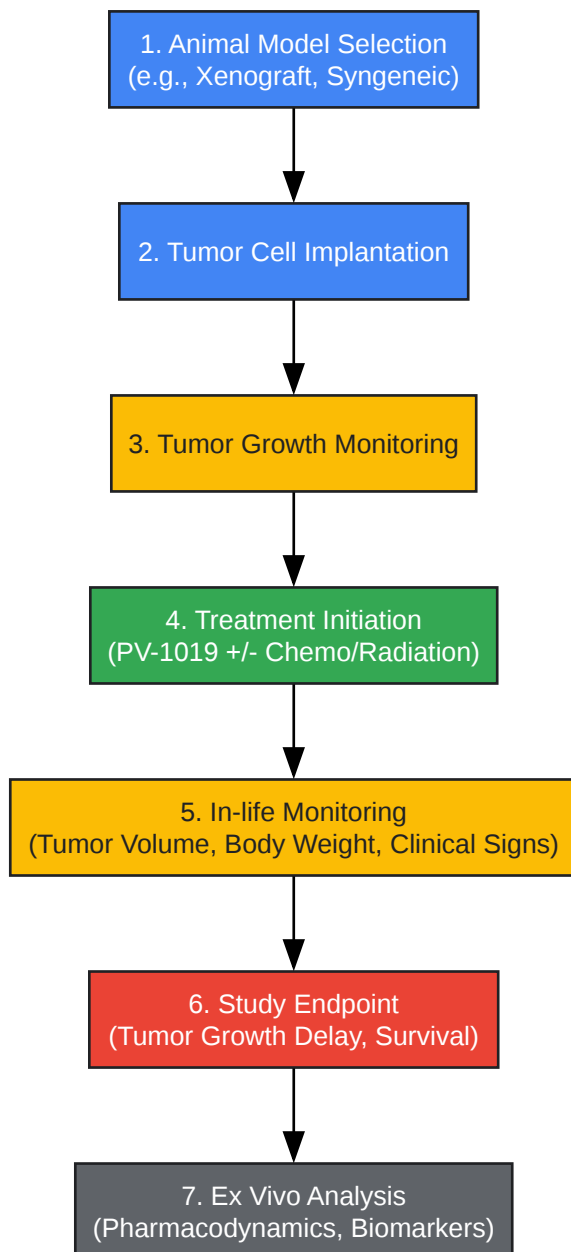 1. Animal Model Selection
(e.g., Xenograft, Syngeneic)
2. Tumor Cell Implantation
3. Tumor Growth Monitoring
4. Treatment Initiation
(PV-1019 +/- Chemo/Radiation)
5. In-life Monitoring
(Tumor Volume, Body Weight, Clinical Signs)
6. Study Endpoint
(Tumor Growth Delay, Survival)
7. Ex Vivo Analysis
(Pharmacodynamics, Biomarkers)